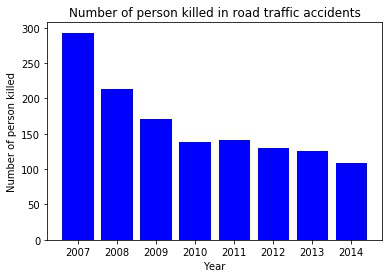 Number of person killed in road traffic accidents
Number of person killed
300
250
200
150
100
50
0
2007 2008 2009 2010 2011 2012 2013 2014
Year